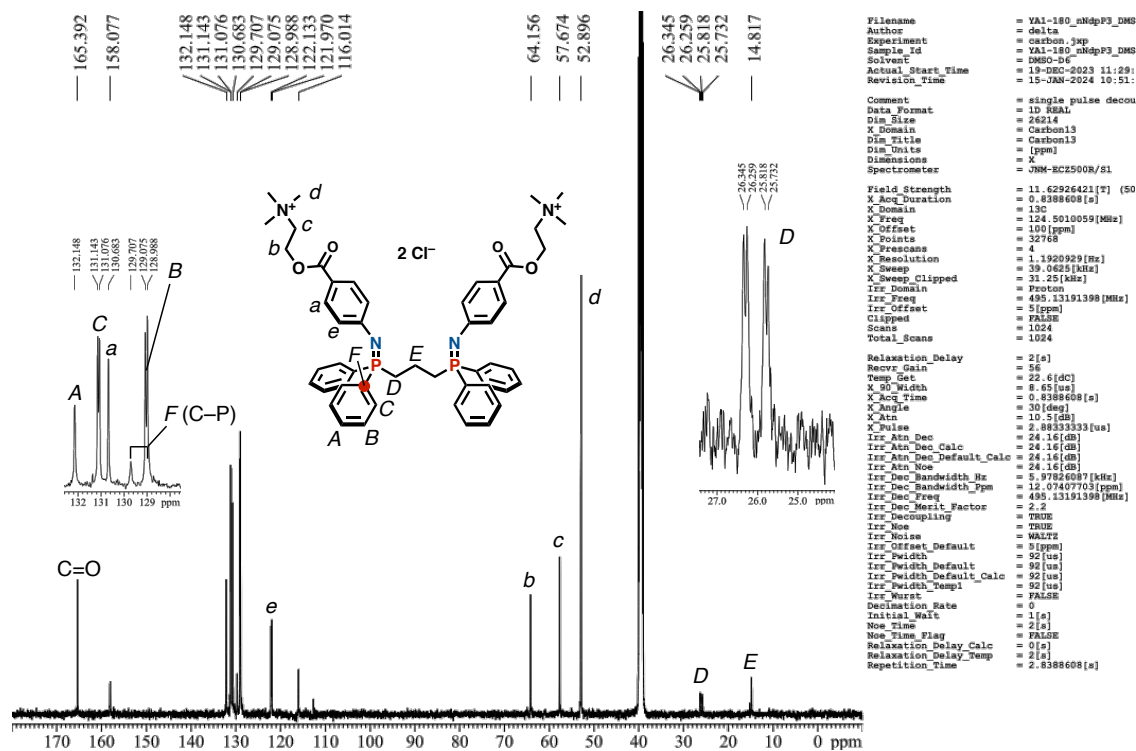 165.392
158.077
132.148
131.143
131.076
130.683
129.707
129.075
128.988
122.133
121.970
116.014
64.156
57.674
52.896
26.345
26.259
25.818
25.732
14.817
132.148
131.143
131.076
130.683
129.707
129.075
128.988
B
C
a
A
F (C–P)
132 131 130 129 ppm
d
N+
c
b
O
O
2 Cl–
N+
O
O
a
e
N
N
F
E
P
P
D
C
A
B
26.345
26.259
25.818
25.732
D
27.0 26.0 25.0 ppm
C=O
e
b
c
d
D
E
170 160 150 140 130 120 110 100 90 80 70 60 50 40 30 20 10 0 ppm
Filename = YA1-180_nNdpP3_DMS
Author = delta
Experiment = carbon.jxp
Sample_Id = YA1-180_nNdpP3_DMS
Solvent = DMSO-D6
Actual_Start_Time = 19-DEC-2023 11:29:
Revision_Time = 15-JAN-2024 10:51:
Comment = single pulse decou
Data_Format = 1D REAL
Dim_Size = 26214
X_Domain = Carbon13
Dim_Title = Carbon13
Dim_Units = [ppm]
Dimensions = X
Spectrometer = JNM-ECZ500R/S1
Field_Strength = 11.62926421[T] (50
X_Acq_Duration = 0.8388608[s]
X_Domain = 13C
X_Freq = 124.5010059[MHz]
X_Offset = 100[ppm]
X_Points = 32768
X_Prescans = 4
X_Resolution = 1.1920929[Hz]
X_Sweep = 39.0625[kHz]
X_Sweep_Clipped = 31.25[kHz]
Irr_Domain = Proton
Irr_Freq = 495.13191398[MHz]
Irr_Offset = 5[ppm]
Clipped = FALSE
Scans = 1024
Total_Scans = 1024
Relaxation_Delay = 2[s]
Recvr_Gain = 56
Temp_Get = 22.6[dC]
X_90_Width = 8.65[us]
X_Acq_Time = 0.8388608[s]
X_Angle = 30[deg]
X_Atn = 10.5[dB]
X_Pulse = 2.88333333[us]
Irr_Atn_Dec = 24.16[dB]
Irr_Atn_Dec_Calc = 24.16[dB]
Irr_Atn_Dec_Default_Calc = 24.16[dB]
Irr_Atn_Noe = 24.16[dB]
Irr_Dec_Bandwidth_Hz = 5.97826087[kHz]
Irr_Dec_Bandwidth_Ppm = 12.07407703[ppm]
Irr_Dec_Freq = 495.13191398[MHz]
Irr_Dec_Merit_Factor = 2.2
Irr_Decoupling = TRUE
Irr_Noe = TRUE
Irr_Noise = WALTZ
Irr_Offset_Default = 5[ppm]
Irr_Pwidth = 92[us]
Irr_Pwidth_Default = 92[us]
Irr_Pwidth_Default_Calc = 92[us]
Irr_Pwidth_Temp1 = 92[us]
Irr_Wurst = FALSE
Decimation_Rate = 0
Initial_Wait = 1[s]
Noe_Time = 2[s]
Noe_Time_Flag = FALSE
Relaxation_Delay_Calc = 0[s]
Relaxation_Delay_Temp = 2[s]
Repetition_Time = 2.8388608[s]